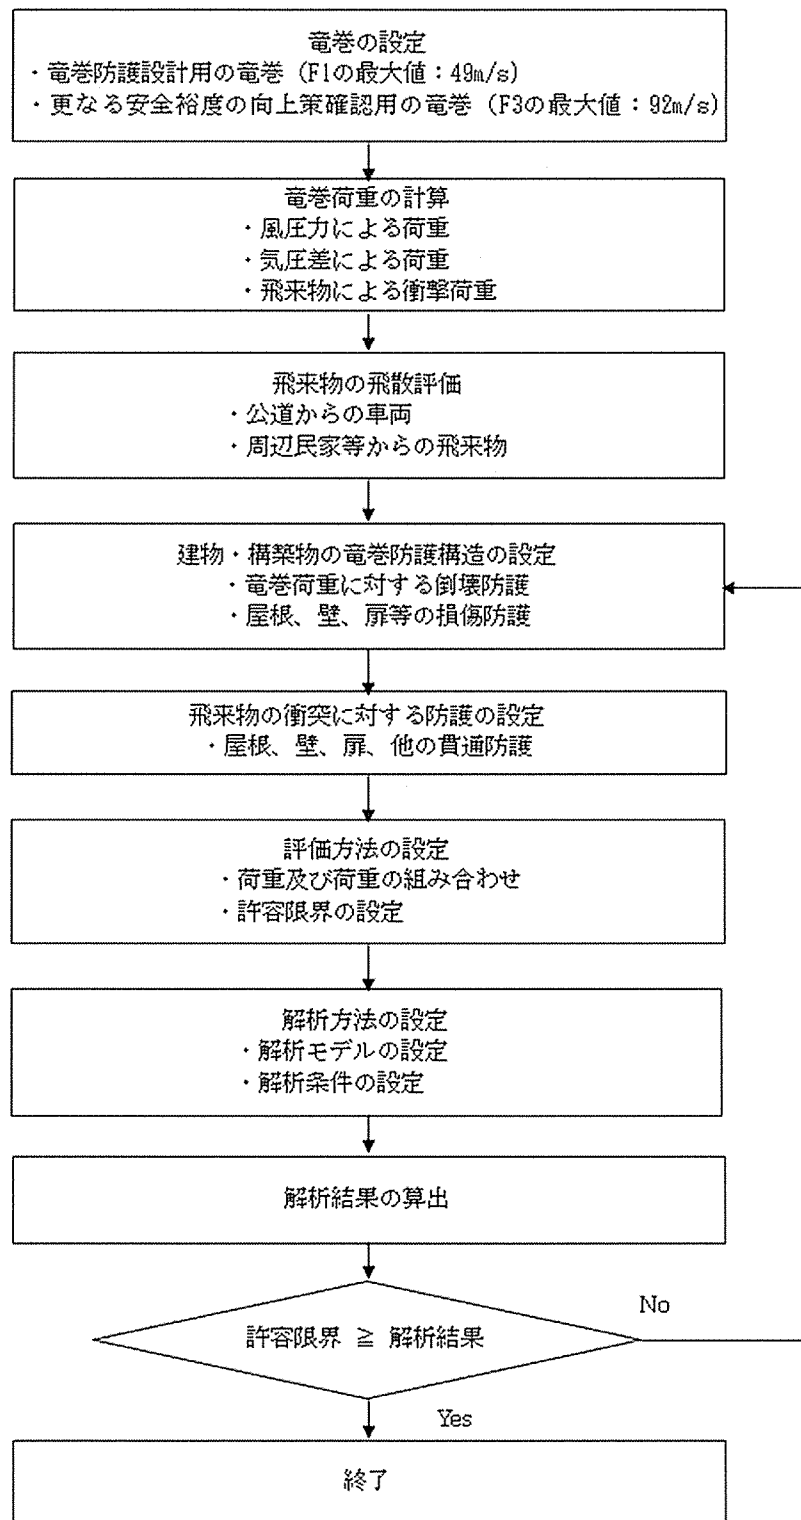 竜巻の設定
・竜巻防護設計用の竜巻 (F1の最大値：49m/s)
・更なる安全裕度の向上策確認用の竜巻 (F3の最大値：92m/s)
竜巻荷重の計算
・風圧力による荷重
・気圧差による荷重
・飛来物による衝撃荷重
飛来物の飛散評価
・公道からの車両
・周辺民家等からの飛来物
建物・構築物の竜巻防護構造の設定
・竜巻荷重に対する倒壊防護
・屋根、壁、扉等の損傷防護
飛来物の衝突に対する防護の設定
・屋根、壁、扉、他の貫通防護
評価方法の設定
・荷重及び荷重の組み合わせ
・許容限界の設定
解析方法の設定
・解析モデルの設定
・解析条件の設定
解析結果の算出
許容限界 ≧ 解析結果
No
Yes
終了